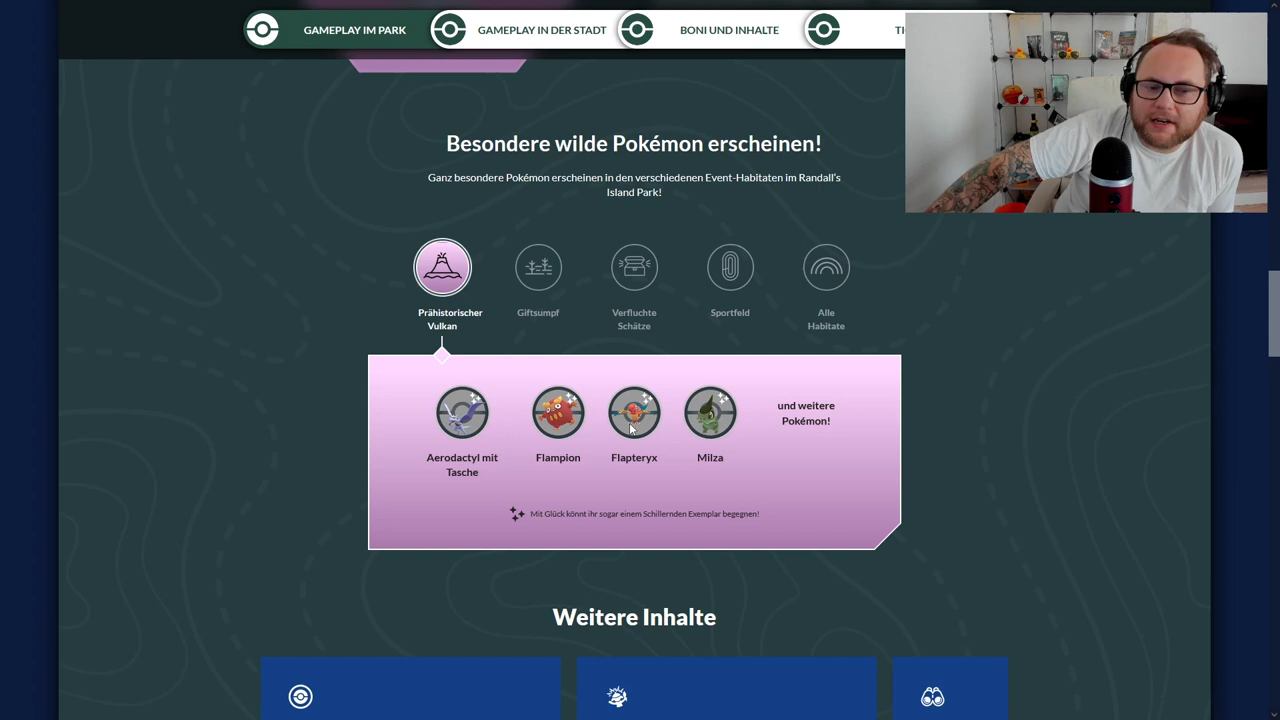 GAMEPLAY IM PARK
GAMEPLAY IN DER STADT
BONI UND INHALTE
Besondere wilde Pokémon erscheinen!
Ganz besondere Pokémon erscheinen in den verschiedenen Event-Habitaten im Randall's
Island Park!
Prähistorischer
Vulkan
Giftsumpf
Verfluchte
Schätze
Sportfeld
Alle
Habitate
Aerodactyl mit
Tasche
Flampion
Flapteryx
Milza
und weitere
Pokémon!
Mit Glück könnt ihr sogar einem Schillernden Exemplar begegnen!
Weitere Inhalte